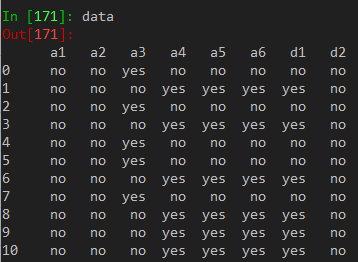 In [171]: data
Out[171]:
a1 a2 a3 a4 a5 a6 d1 d2
0 no no yes no no no no no
1 no no no yes yes yes yes no
2 no no yes no no no no no
3 no no no yes yes yes yes no
4 no no yes no no no no no
5 no no yes no no no no no
6 no no no yes yes yes yes no
7 no no yes no no no no no
8 no no no yes yes yes yes no
9 no no no yes yes yes yes no
10 no no no yes yes yes yes no